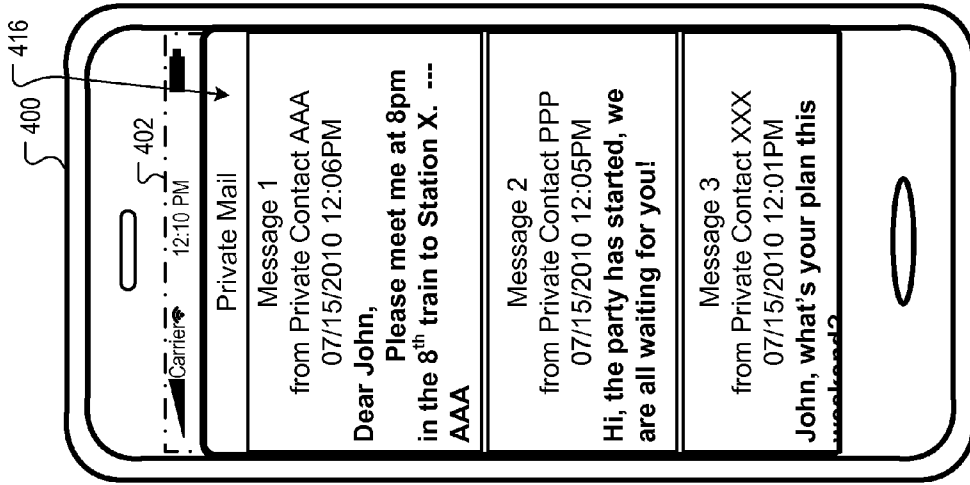 400
416
402
Carrier 12:10 PM
Private Mail
Message 1
from Private Contact AAA
07/15/2010 12:06PM
Dear John,
Please meet me at 8pm
in the 8th train to Station X. ---
AAA
Message 2
from Private Contact PPP
07/15/2010 12:05PM
Hi, the party has started, we
are all waiting for you!
Message 3
from Private Contact XXX
07/15/2010 12:01PM
John, what's your plan this
weekend?